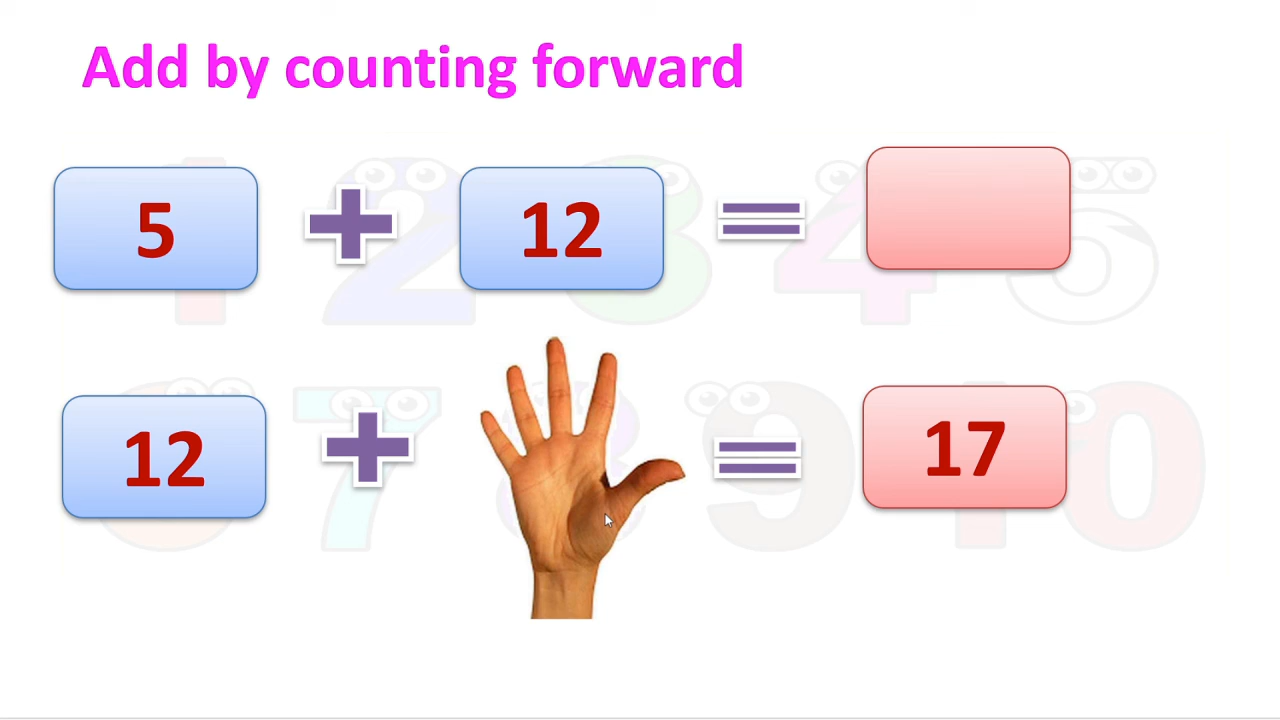 Add by counting forward
5 + 12 =
12 + = 17